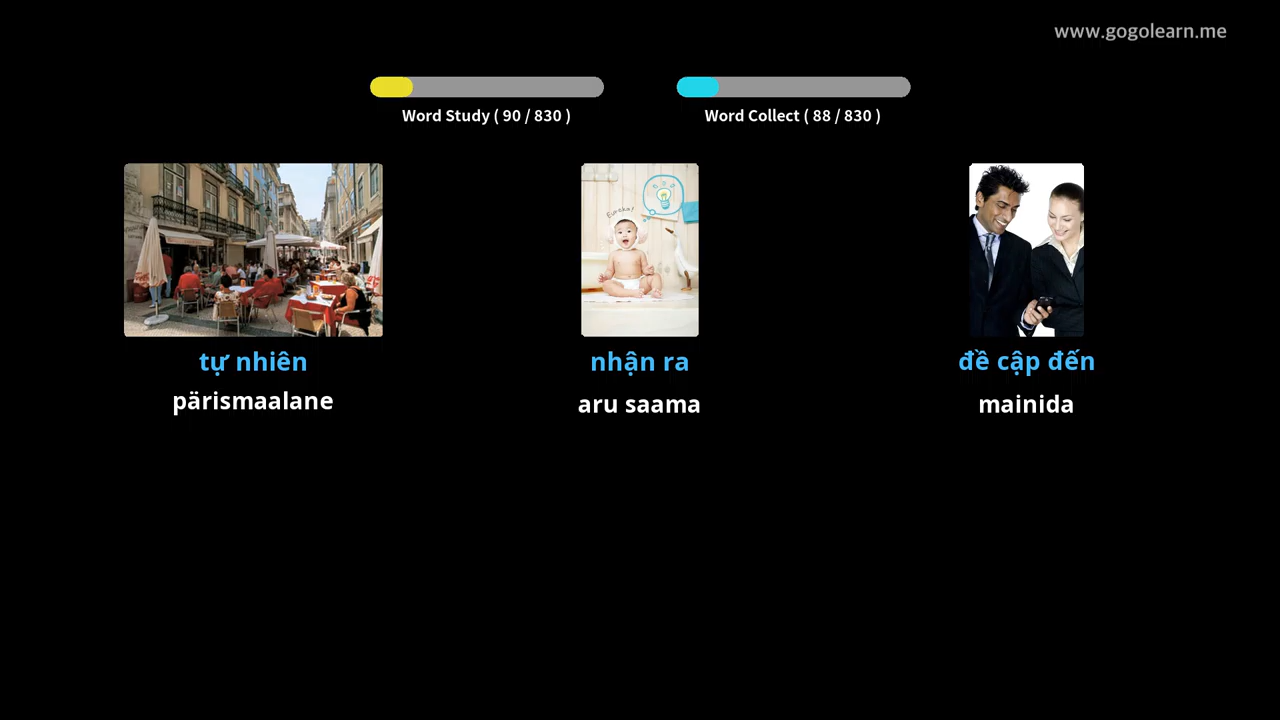 www.gogolearn.me
Word Study ( 90 / 830 )
Word Collect ( 88 / 830 )
Eureka!
tự nhiên
pärismaalane
nhận ra
aru saama
đề cập đến
mainida